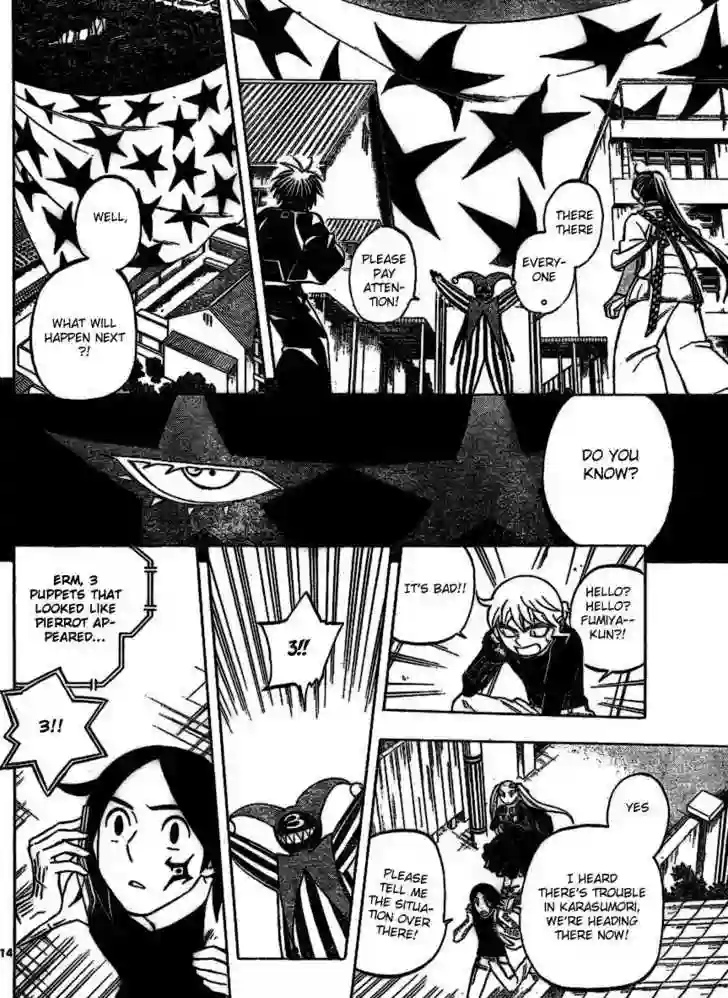 THERE
THERE
EVERY-
ONE
PLEASE
PAY
ATTEN-
TION!
WELL,
WHAT WILL
HAPPEN NEXT
?!
DO YOU
KNOW?
HELLO?
HELLO?
FUMIYA--
KUN?!
IT'S BAD!!
3!!
3
ERM, 3
PUPPETS THAT
LOOKED LIKE
PIERROT AP-
PEARED...
3!!
YES
I HEARD
THERE'S TROUBLE
IN KARASUMORI,
WE'RE HEADING
THERE NOW!
PLEASE
TELL ME
THE SITUA-
TION OVER
THERE!
14